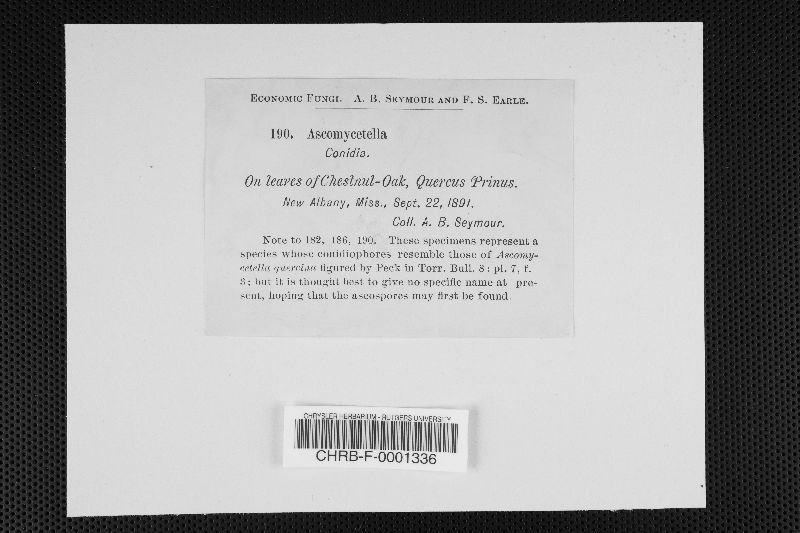 Economic Fungi. A. B. Seymour and F. S. Earle.
190. Ascomycetella
Conidia.
On leaves of Chestnut-Oak, Quercus Prinus.
New Albany, Miss., Sept. 22, 1891.
Coll. A. B. Seymour.
Note to 182, 186, 190. These specimens represent a
species whose conidiophores resemble those of Ascomy-
cetella quercina figured by Peck in Torr. Bull. 8: pl. 7, f.
8; but it is thought best to give no specific name at pre-
sent, hoping that the ascospores may first be found
CHRYSLER HERBARIUM - RUTGERS UNIVERSITY
CHRB-F-0001336